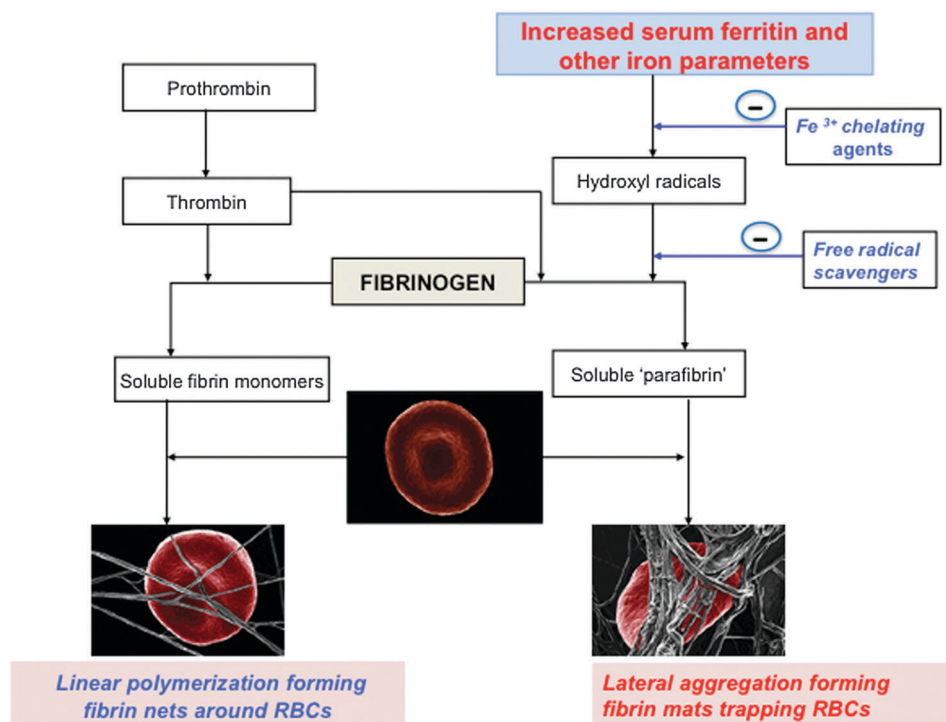 Increased serum ferritin and
other iron parameters
Prothrombin
−
Fe ³⁺ chelating
agents
Hydroxyl radicals
Thrombin
−
Free radical
scavengers
FIBRINOGEN
Soluble fibrin monomers
Soluble ‘parafibrin’
Linear polymerization forming
fibrin nets around RBCs
Lateral aggregation forming
fibrin mats trapping RBCs